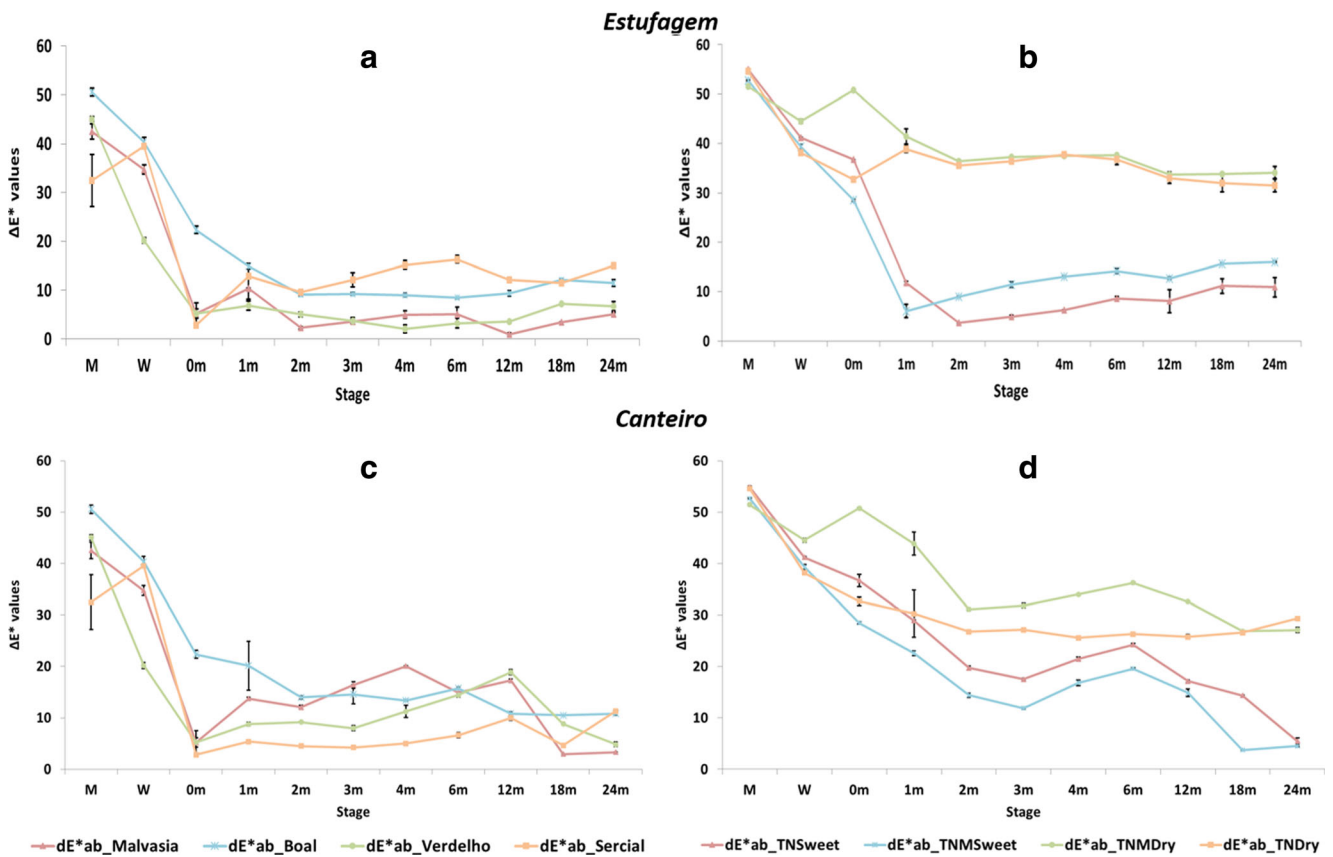 Estufagem
a
60
50
40
30
20
10
0
ΔE* values
M W 0m 1m 2m 3m 4m 6m 12m 18m 24m
Stage
b
60
50
40
30
20
10
0
ΔE* values
M W 0m 1m 2m 3m 4m 6m 12m 18m 24m
Stage
Canteiro
c
60
50
40
30
20
10
0
ΔE* values
M W 0m 1m 2m 3m 4m 6m 12m 18m 24m
Stage
d
60
50
40
30
20
10
0
ΔE* values
M W 0m 1m 2m 3m 4m 6m 12m 18m 24m
Stage
dE*ab_Malvasia dE*ab_Boal dE*ab_Verdelho dE*ab_Sercial
dE*ab_TNSweet dE*ab_TNMSweet dE*ab_TNMDry dE*ab_TNDry